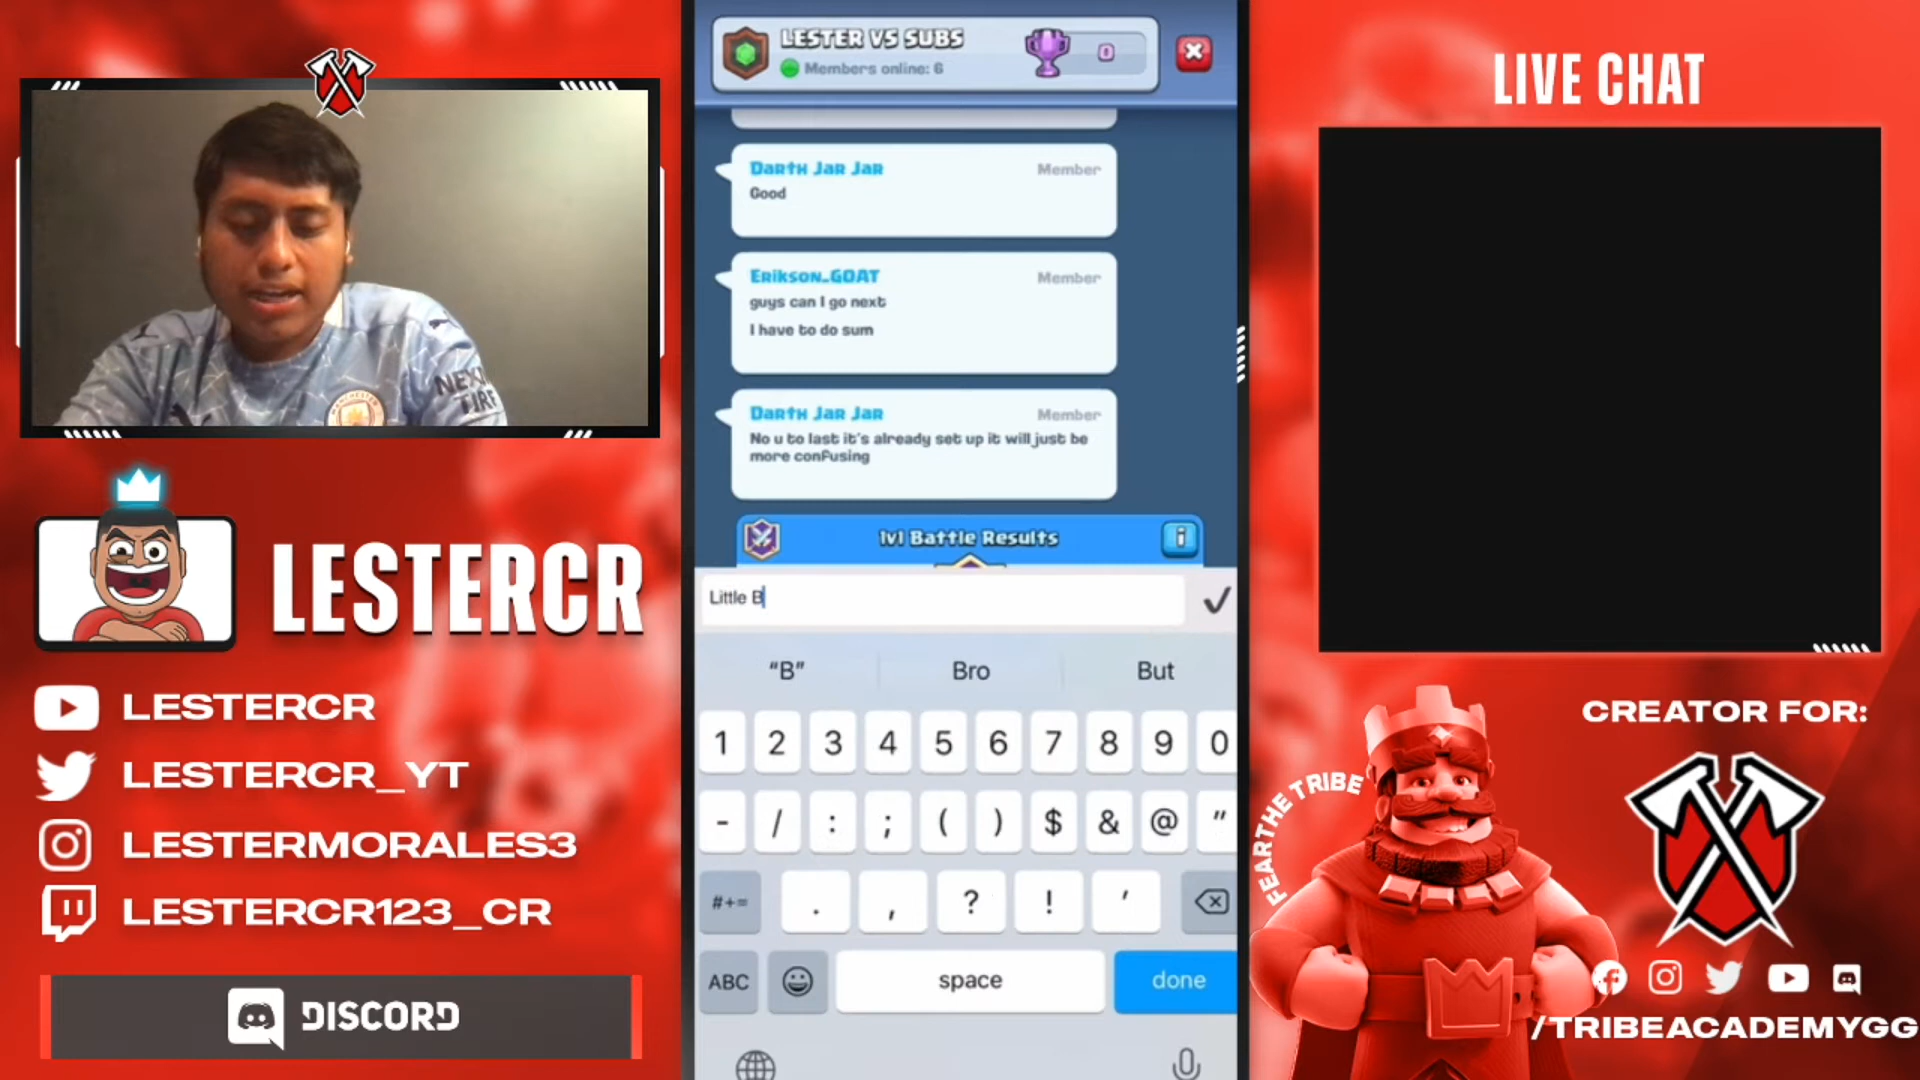 LESTER VS SUBS
Members online: 6
0
LIVE CHAT
Darth Jar Jar
Member
Good
Erikson_GOAT
Member
guys can I go next
I have to do sum
Darth Jar Jar
Member
No u to last it's already set up it will just be
more confusing
1v1 Battle Results
i
Little B
"B" Bro But
1 2 3 4 5 6 7 8 9 0
- / : ; ( ) $ & @ "
#+= . , ? ! '
ABC space done
NEXEN
TIRE
MANCHESTER
LESTERCR
LESTERCR
LESTERCR_YT
LESTERMORALES3
LESTERCR123_CR
DISCORD
CREATOR FOR:
FEAR THE TRIBE
/TRIBEACADEMYGG